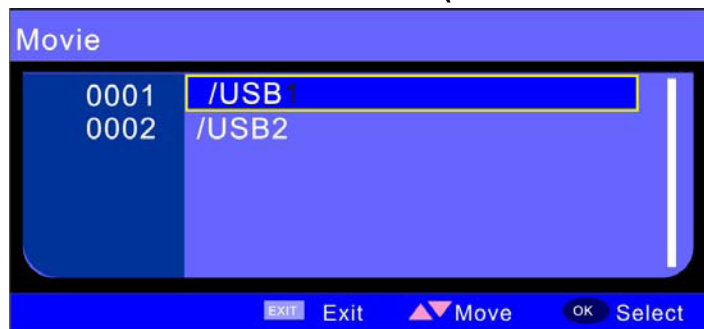 Movie
0001 /USB1
0002 /USB2
EXIT Exit Move OK Select